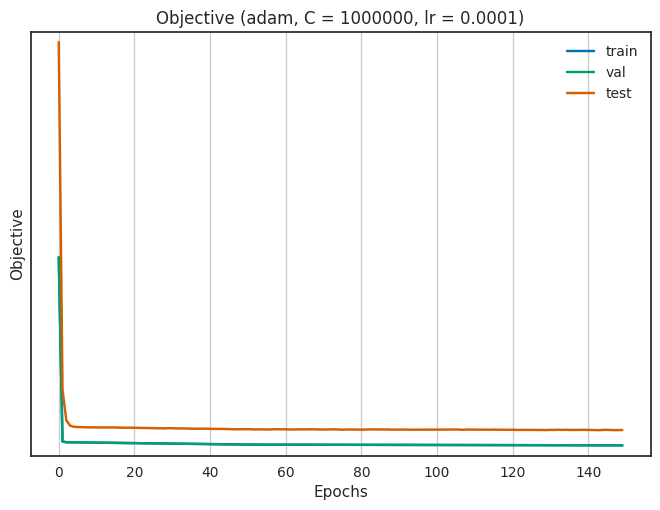 Objective (adam, C = 1000000, lr = 0.0001)
train
val
test
Objective
0 20 40 60 80 100 120 140
Epochs